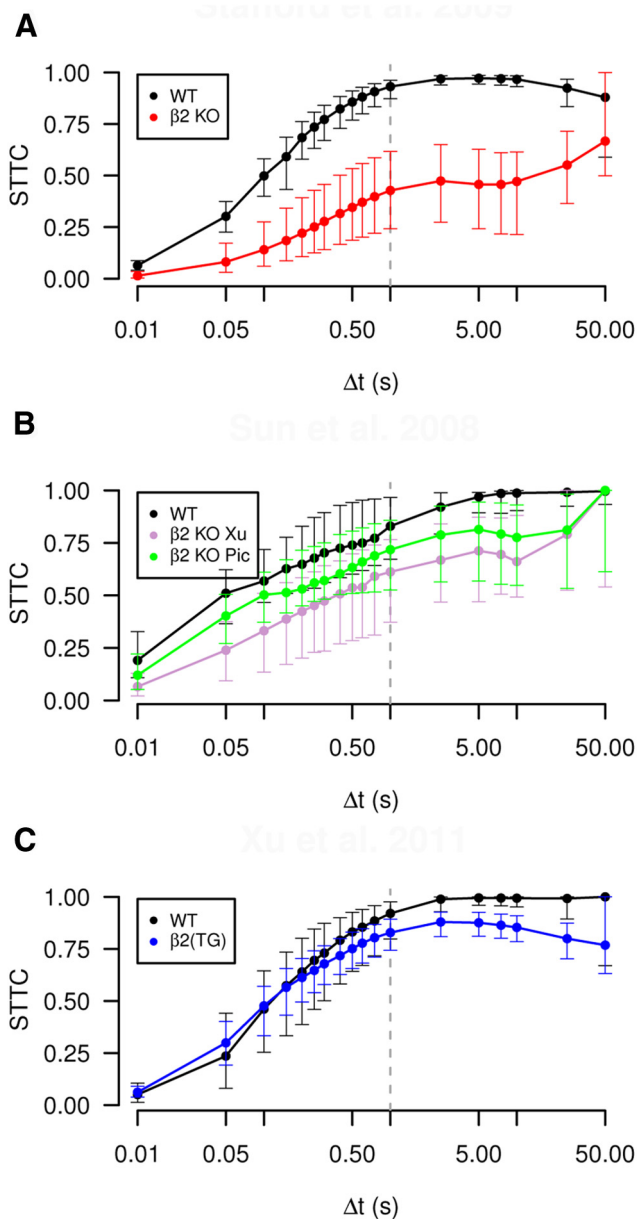 A
Stafford et al. 2009
1.00
0.75
0.50
0.25
0.00
STTC
WT
β2 KO
0.01 0.05 0.50 5.00 50.00
Δt (s)
B
Sun et al. 2008
1.00
0.75
0.50
0.25
0.00
STTC
WT
β2 KO Xu
β2 KO Pic
0.01 0.05 0.50 5.00 50.00
Δt (s)
C
Xu et al. 2011
1.00
0.75
0.50
0.25
0.00
STTC
WT
β2(TG)
0.01 0.05 0.50 5.00 50.00
Δt (s)